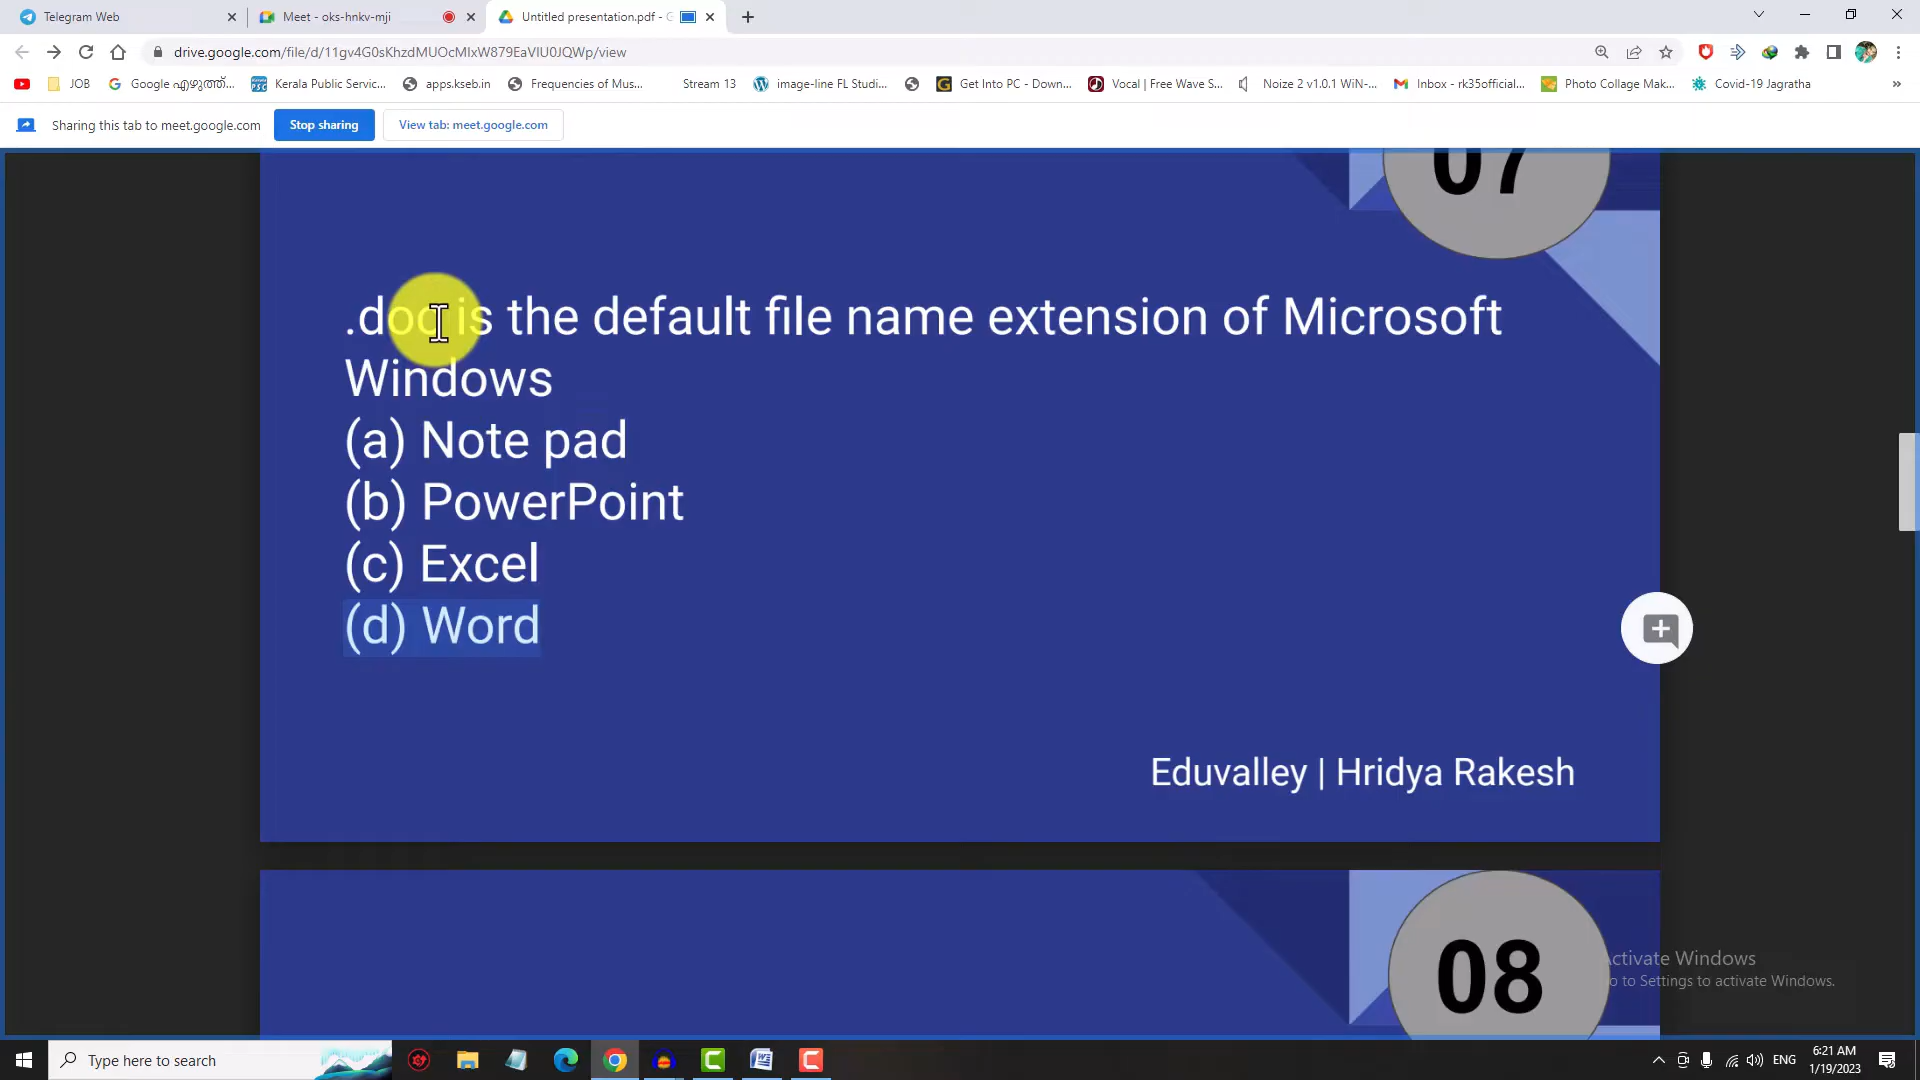 Telegram Web
Meet - oks-hnkv-mji
Untitled presentation.pdf - G
drive.google.com/file/d/11gv4G0sKhzdMUOcMIxW879EaVIU0JQWp/view
JOB
Google എഴുത്ത്...
Kerala Public Servic...
apps.kseb.in
Frequencies of Mus...
Stream 13
image-line FL Studi...
Get Into PC - Down...
Vocal | Free Wave S...
Noize 2 v1.0.1 WiN-...
Inbox - rk35official...
Photo Collage Mak...
Covid-19 Jagratha
Sharing this tab to meet.google.com
Stop sharing
View tab: meet.google.com
07
.doc is the default file name extension of Microsoft
Windows
(a) Note pad
(b) PowerPoint
(c) Excel
(d) Word
Eduvalley | Hridya Rakesh
08
Activate Windows
Go to Settings to activate Windows.
Type here to search
ENG
6:21 AM
1/19/2023